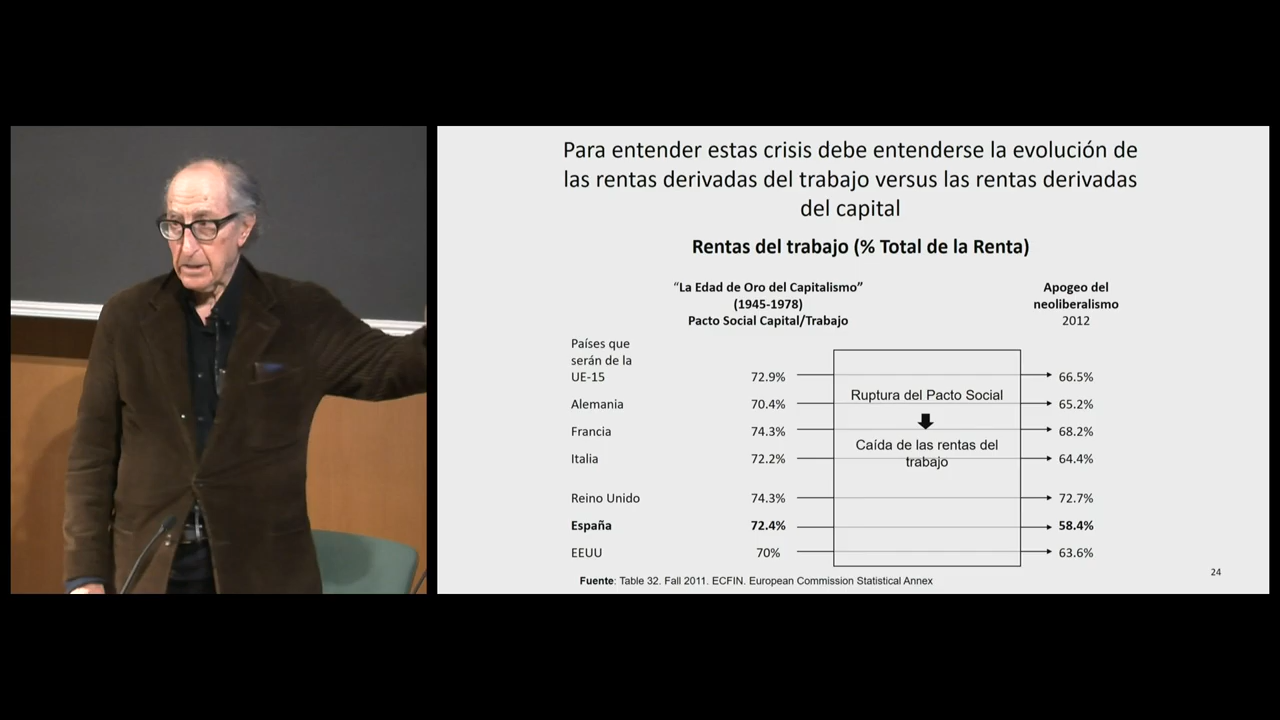 Para entender estas crisis debe entenderse la evolución de
las rentas derivadas del trabajo versus las rentas derivadas
del capital
Rentas del trabajo (% Total de la Renta)
“La Edad de Oro del Capitalismo”
(1945-1978)
Pacto Social Capital/Trabajo
Apogeo del
neoliberalismo
2012
Países que
serán de la
UE-15 72.9% 66.5%
Alemania 70.4% 65.2%
Francia 74.3% 68.2%
Italia 72.2% 64.4%
Reino Unido 74.3% 72.7%
España 72.4% 58.4%
EEUU 70% 63.6%
Ruptura del Pacto Social
Caída de las rentas del
trabajo
Fuente: Table 32. Fall 2011. ECFIN. European Commission Statistical Annex
24